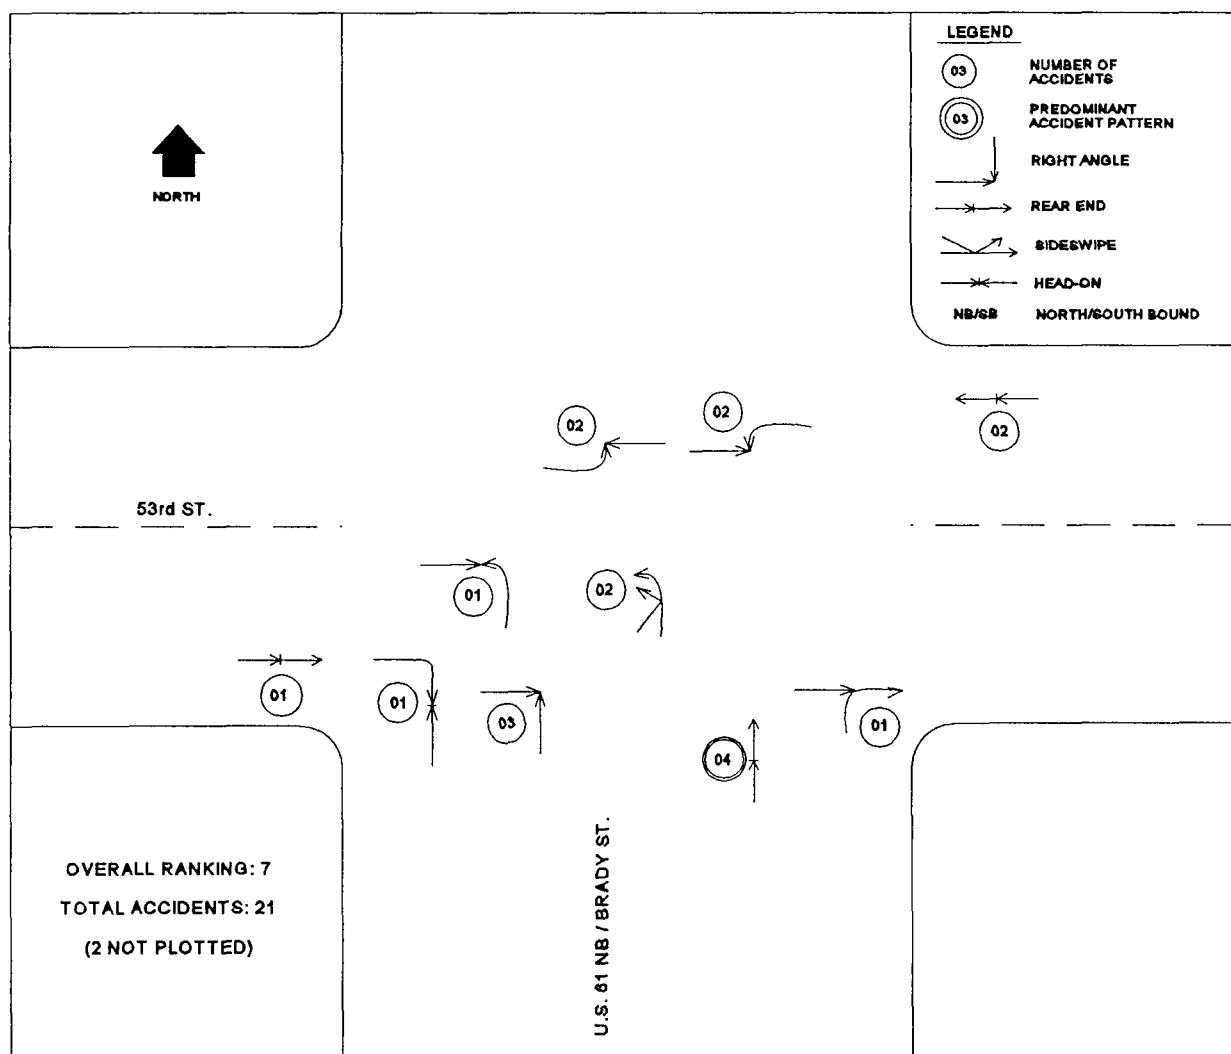 LEGEND
03 NUMBER OF
ACCIDENTS
03 PREDOMINANT
ACCIDENT PATTERN
RIGHT ANGLE
REAR END
SIDESWIPE
HEAD-ON
NB/SB NORTH/SOUTH BOUND
NORTH
02
02
02
53rd ST.
01
02
01
01
03
01
04
U.S. 61 NB / BRADY ST.
OVERALL RANKING: 7
TOTAL ACCIDENTS: 21
(2 NOT PLOTTED)